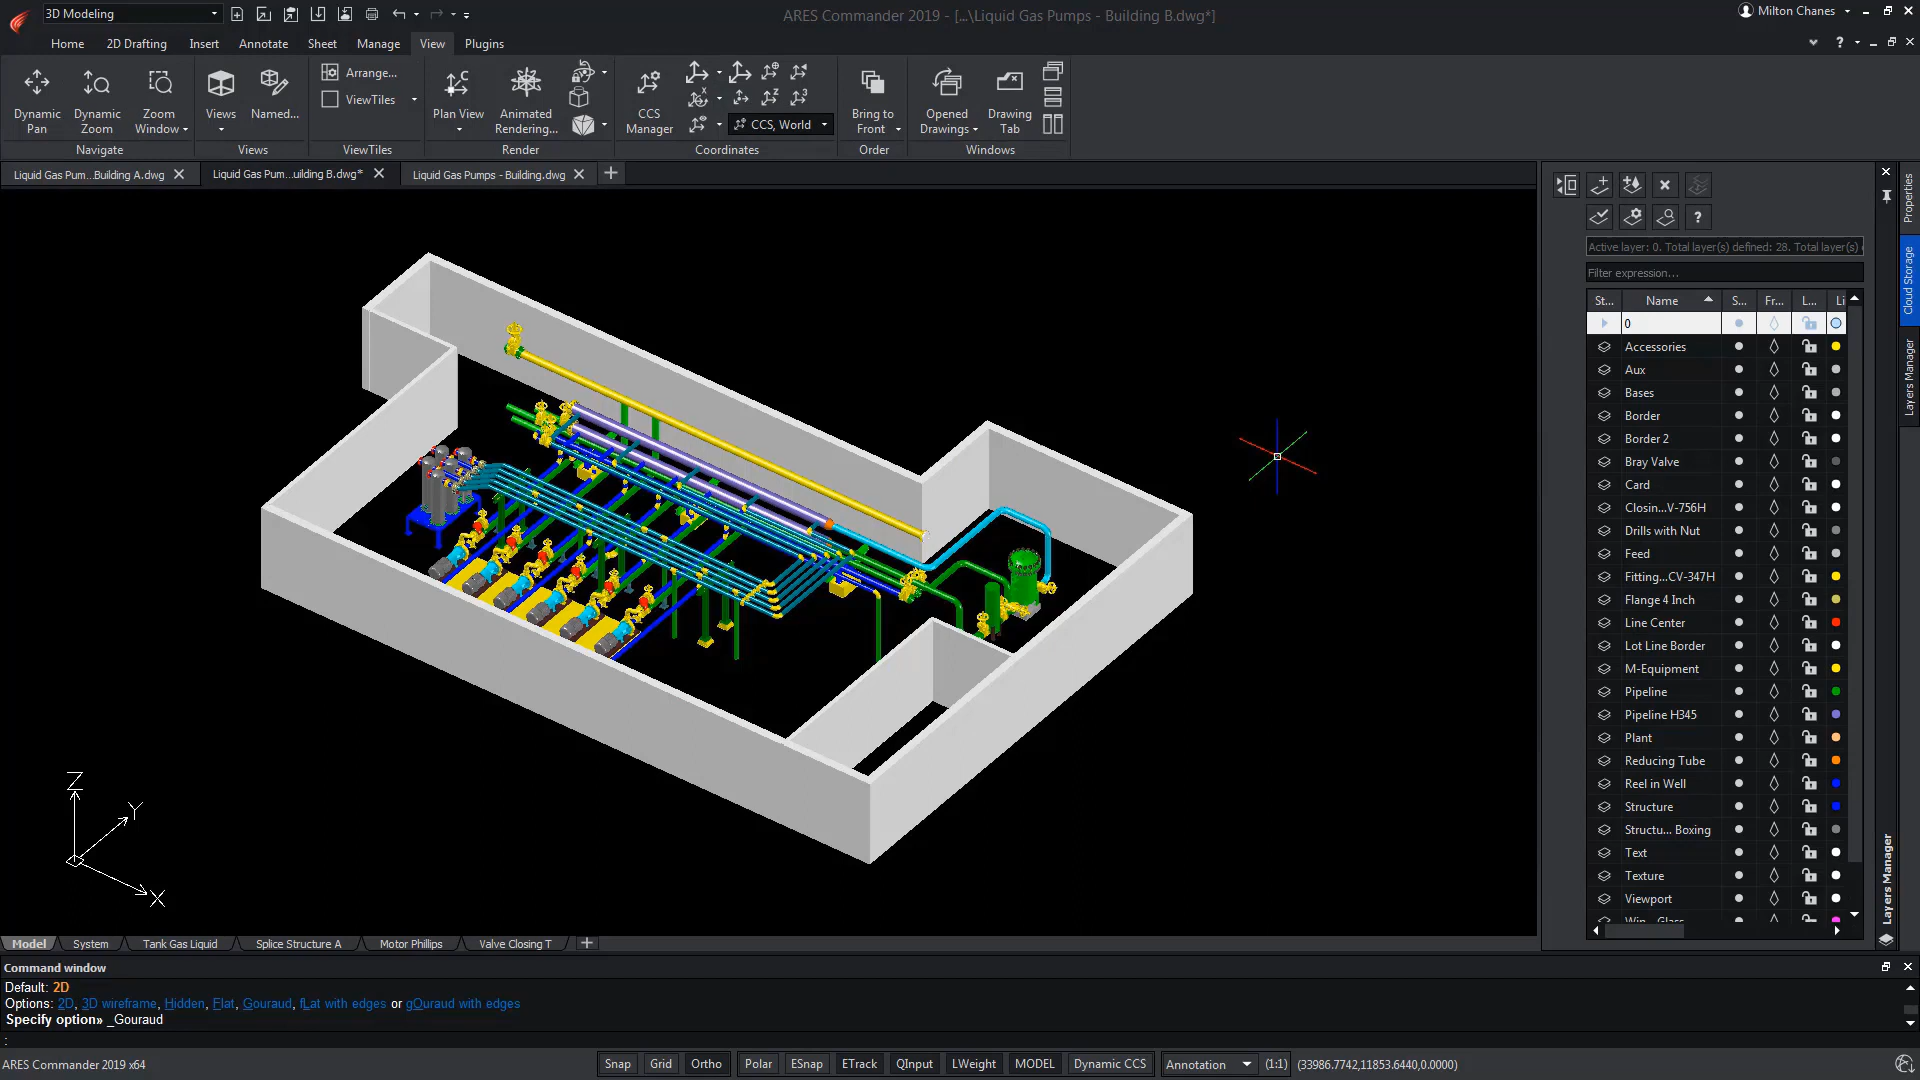 3D Modeling
ARES Commander 2019 - [...\Liquid Gas Pumps - Building B.dwg*]
Milton Chanes
Home 2D Drafting Insert Annotate Sheet Manage View Plugins
Dynamic Pan
Dynamic Zoom
Zoom Window
Navigate
Views
Named...
Views
Arrange...
ViewTiles
ViewTiles
Plan View
Animated Rendering...
Render
CCS Manager
CCS, World
Coordinates
Bring to Front
Order
Opened Drawings
Drawing Tab
Windows
Liquid Gas Pum...Building A.dwg
Liquid Gas Pum...uilding B.dwg*
Liquid Gas Pumps - Building.dwg
Z
Y
X
Active layer: 0. Total layer(s) defined: 28. Total layer(s)
Filter expression...
St... Name S... Fr... L... Li
0
Accessories
Aux
Bases
Border
Border 2
Bray Valve
Card
Closin...V-756H
Drills with Nut
Feed
Fitting...CV-347H
Flange 4 Inch
Line Center
Lot Line Border
M-Equipment
Pipeline
Pipeline H345
Plant
Reducing Tube
Reel in Well
Structure
Structu... Boxing
Text
Texture
Viewport
Win... Glass
Properties
Cloud Storage
Layers Manager
Layers Manager
Model System Tank Gas Liquid Splice Structure A Motor Phillips Valve Closing T
Command window
Default: 2D
Options: 2D, 3D wireframe, Hidden, Flat, Gouraud, fLat with edges or gOuraud with edges
Specify option» _Gouraud
:
ARES Commander 2019 x64
Snap Grid Ortho Polar ESnap ETrack QInput LWeight MODEL Dynamic CCS Annotation (1:1) (33986.7742,11853.6440,0.0000)